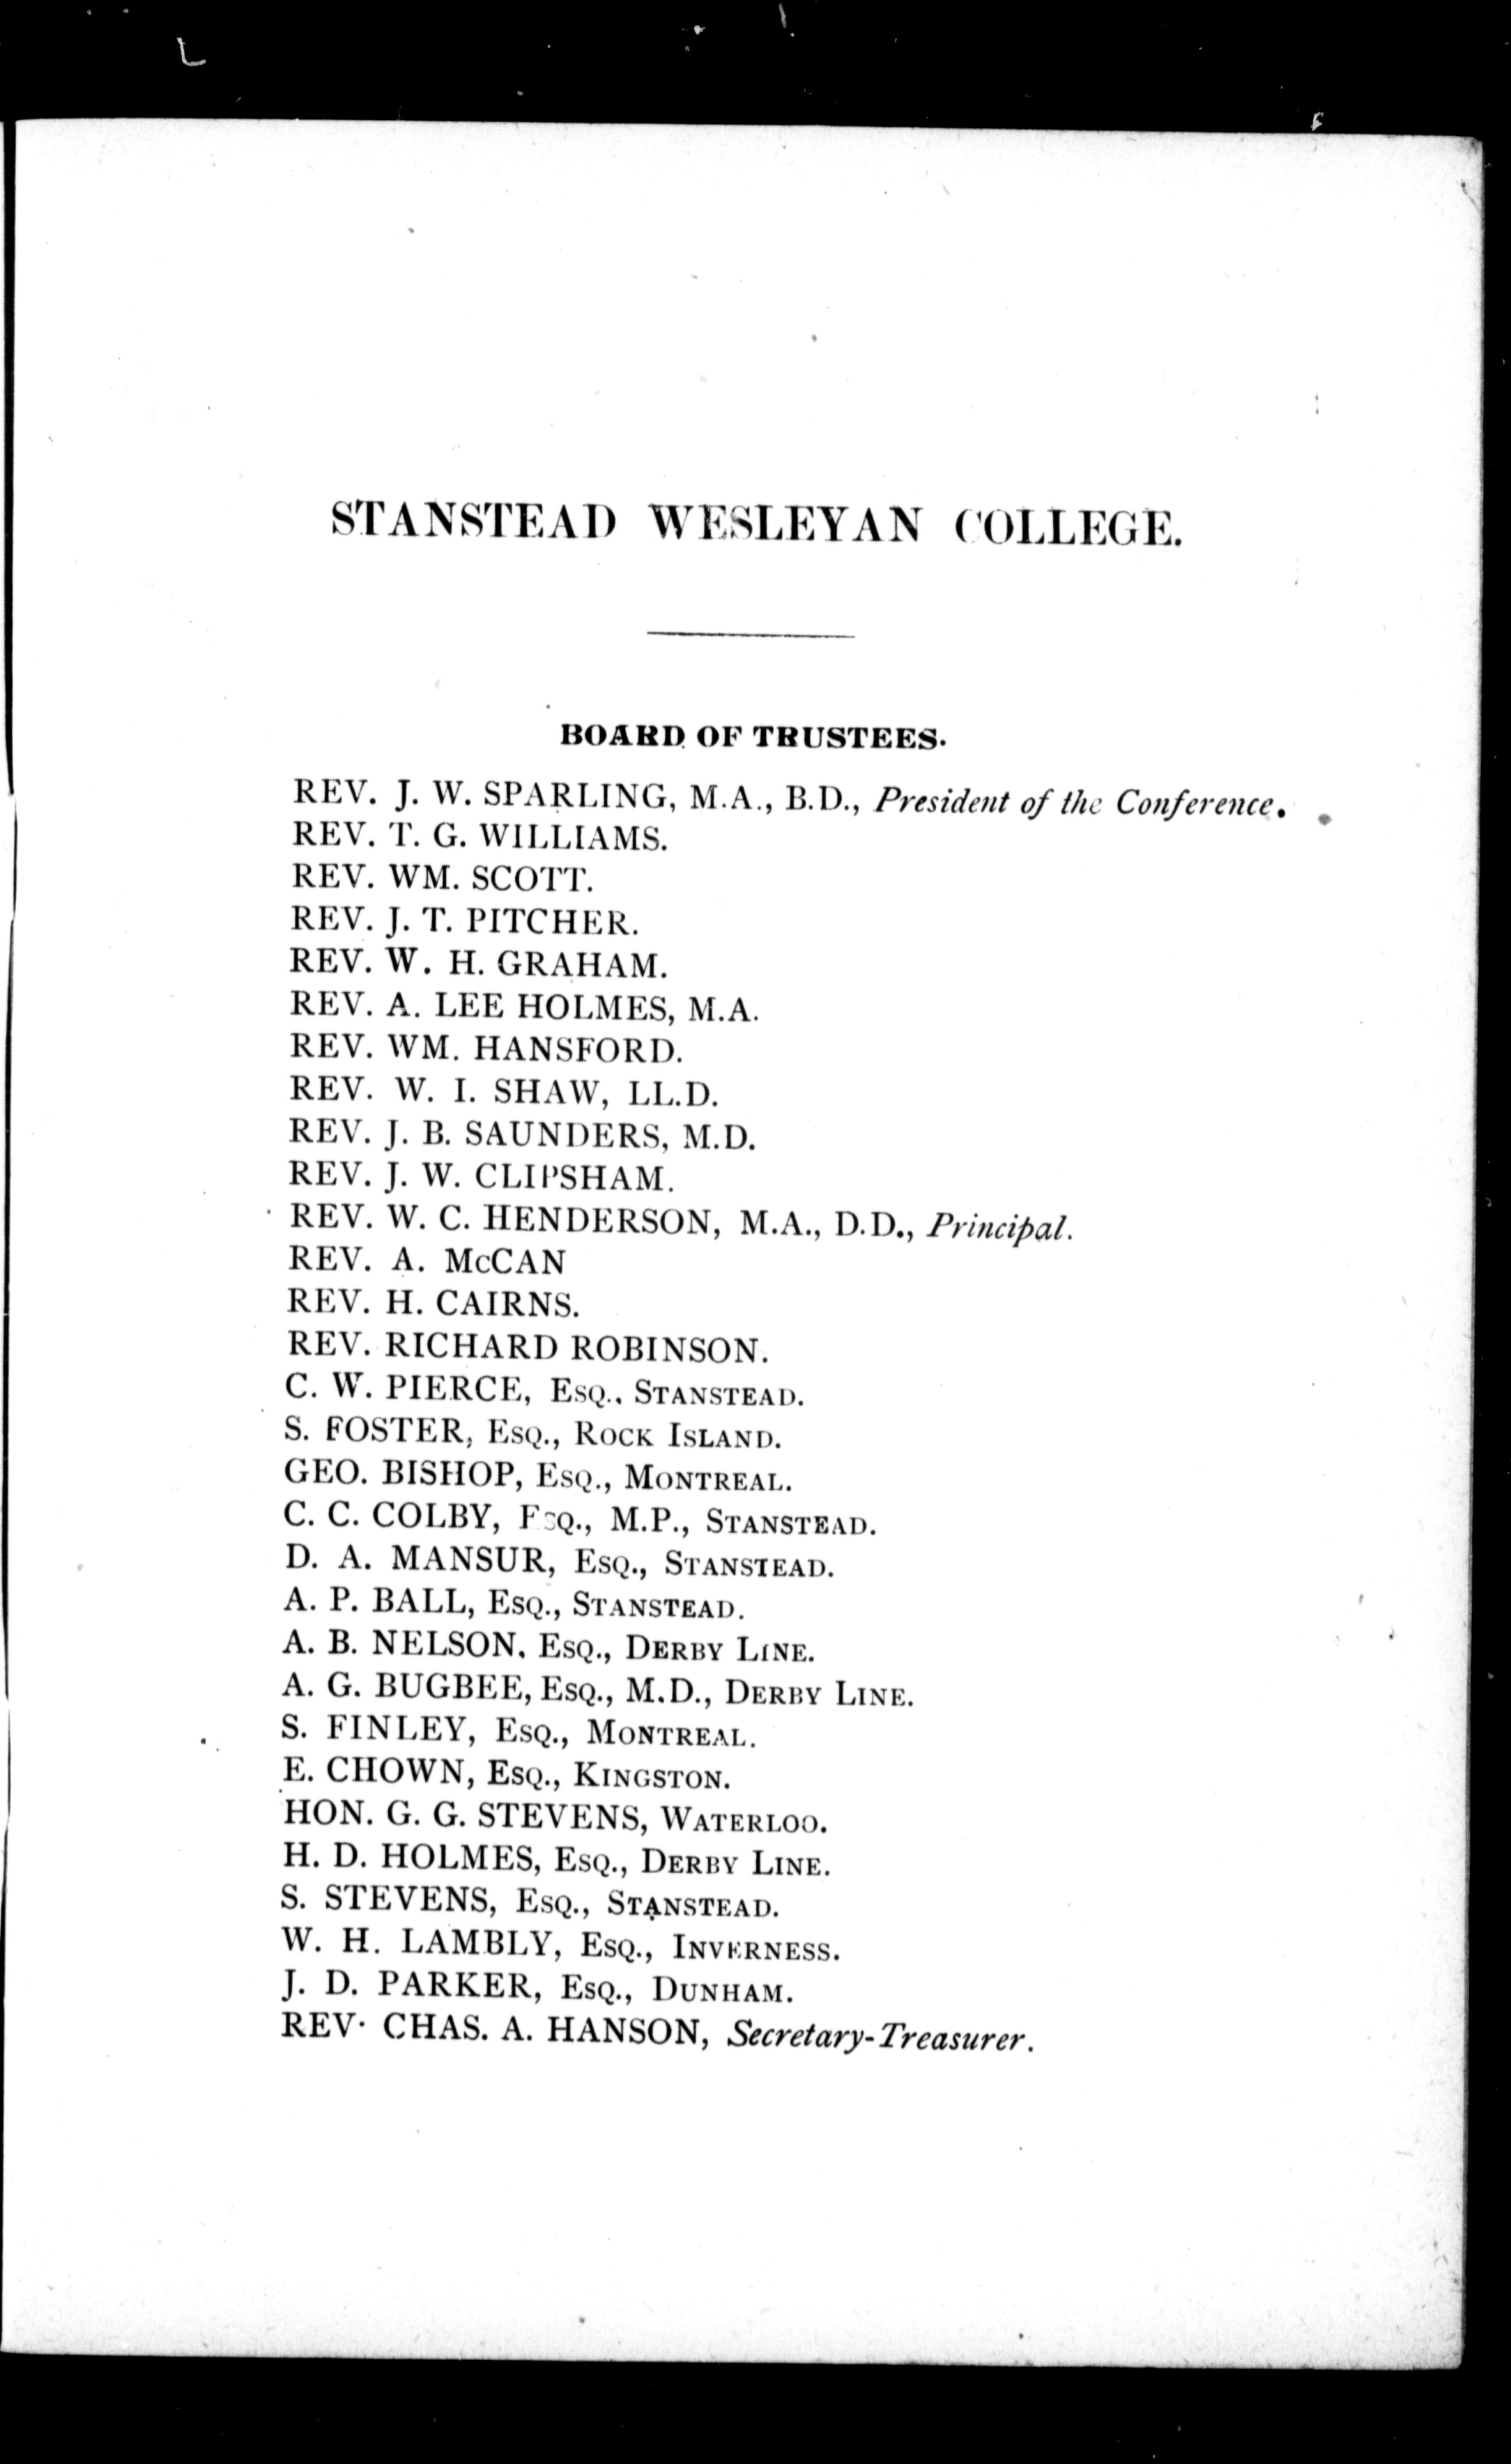 STANSTEAD WESLEYAN COLLEGE.
BOARD OF TRUSTEES.
REV. J. W. SPARLING, M.A., B.D., President of the Conference.
REV. T. G. WILLIAMS.
REV. WM. SCOTT.
REV. J. T. PITCHER.
REV. W. H. GRAHAM.
REV. A. LEE HOLMES, M.A.
REV. WM. HANSFORD.
REV. W. I. SHAW, LL.D.
REV. J. B. SAUNDERS, M.D.
REV. J. W. CLIPSHAM.
REV. W. C. HENDERSON, M.A., D.D., Principal.
REV. A. McCAN
REV. H. CAIRNS.
REV. RICHARD ROBINSON.
C. W. PIERCE, ESQ., STANSTEAD.
S. FOSTER, ESQ., ROCK ISLAND.
GEO. BISHOP, ESQ., MONTREAL.
C. C. COLBY, ESQ., M.P., STANSTEAD.
D. A. MANSUR, ESQ., STANSTEAD.
A. P. BALL, ESQ., STANSTEAD.
A. B. NELSON, ESQ., DERBY LINE.
A. G. BUGBEE, ESQ., M.D., DERBY LINE.
S. FINLEY, ESQ., MONTREAL.
E. CHOWN, ESQ., KINGSTON.
HON. G. G. STEVENS, WATERLOO.
H. D. HOLMES, ESQ., DERBY LINE.
S. STEVENS, ESQ., STANSTEAD.
W. H. LAMBLY, ESQ., INVERNESS.
J. D. PARKER, ESQ., DUNHAM.
REV. CHAS. A. HANSON, Secretary-Treasurer.